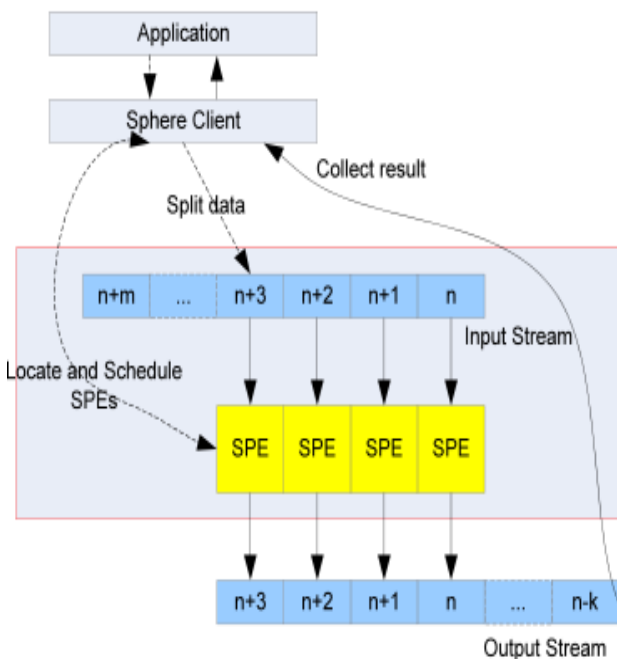 Application
Sphere Client
Collect result
Split data
n+m ... n+3 n+2 n+1 n
Input Stream
Locate and Schedule
SPEs
SPE SPE SPE SPE
n+3 n+2 n+1 n ... n-k
Output Stream